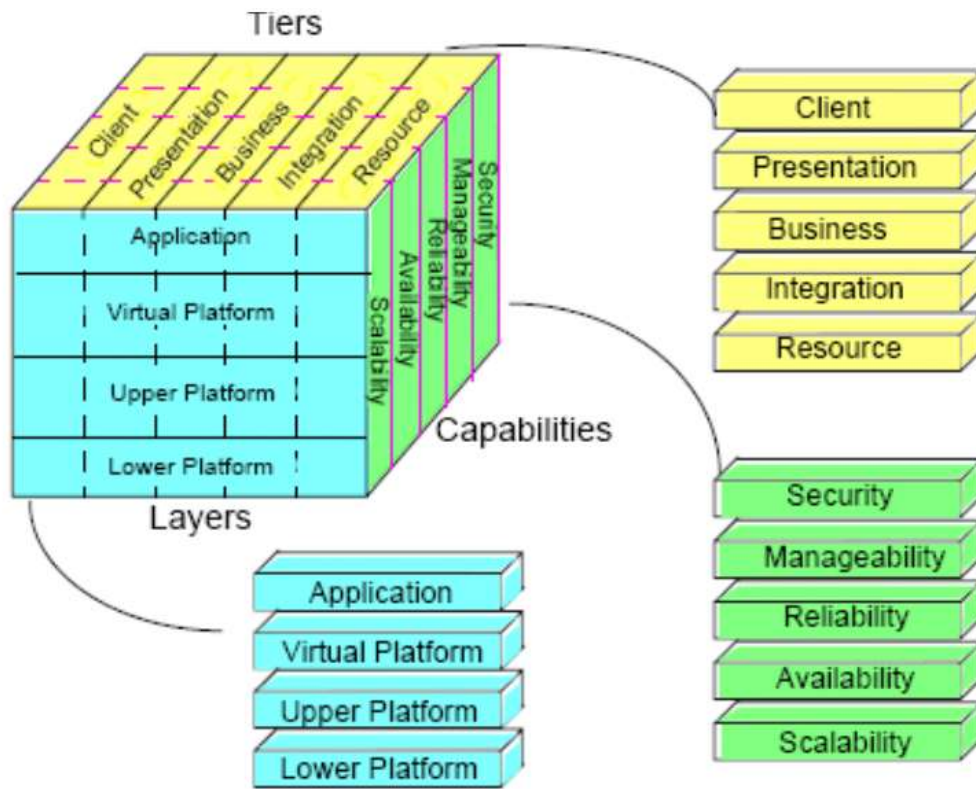 Tiers
Client
Presentation
Business
Integration
Resource
Application
Virtual Platform
Upper Platform
Lower Platform
Scalability
Availability
Reliability
Manageability
Security
Capabilities
Layers
Client
Presentation
Business
Integration
Resource
Security
Manageability
Reliability
Availability
Scalability
Application
Virtual Platform
Upper Platform
Lower Platform